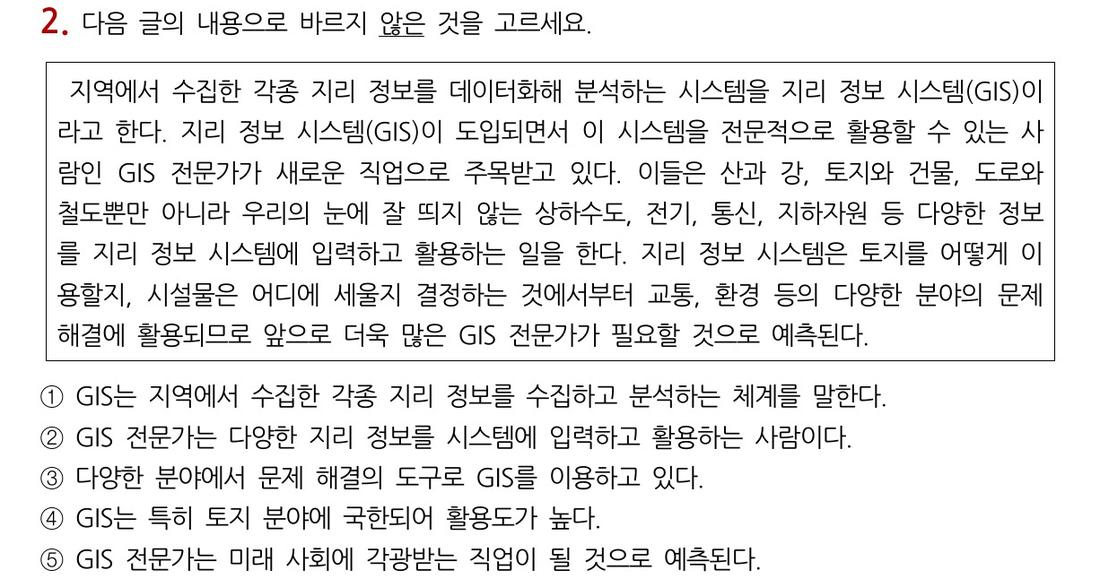 2. 다음 글의 내용으로 바르지 않은 것을 고르세요.
지역에서 수집한 각종 지리 정보를 데이터화해 분석하는 시스템을 지리 정보 시스템(GIS)이
라고 한다. 지리 정보 시스템(GIS)이 도입되면서 이 시스템을 전문적으로 활용할 수 있는 사
람인 GIS 전문가가 새로운 직업으로 주목받고 있다. 이들은 산과 강, 토지와 건물, 도로와
철도뿐만 아니라 우리의 눈에 잘 띄지 않는 상하수도, 전기, 통신, 지하자원 등 다양한 정보
를 지리 정보 시스템에 입력하고 활용하는 일을 한다. 지리 정보 시스템은 토지를 어떻게 이
용할지, 시설물은 어디에 세울지 결정하는 것에서부터 교통, 환경 등의 다양한 분야의 문제
해결에 활용되므로 앞으로 더욱 많은 GIS 전문가가 필요할 것으로 예측된다.
① GIS는 지역에서 수집한 각종 지리 정보를 수집하고 분석하는 체계를 말한다.
② GIS 전문가는 다양한 지리 정보를 시스템에 입력하고 활용하는 사람이다.
③ 다양한 분야에서 문제 해결의 도구로 GIS를 이용하고 있다.
④ GIS는 특히 토지 분야에 국한되어 활용도가 높다.
⑤ GIS 전문가는 미래 사회에 각광받는 직업이 될 것으로 예측된다.